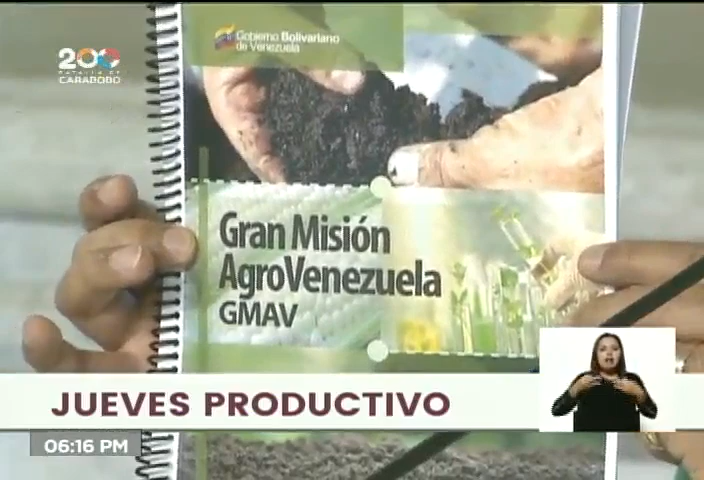 Gobierno Bolivariano
de Venezuela
200
BATALLA DE
CARABOBO
Gran Misión
AgroVenezuela
GMAV
JUEVES PRODUCTIVO
06:16 PM